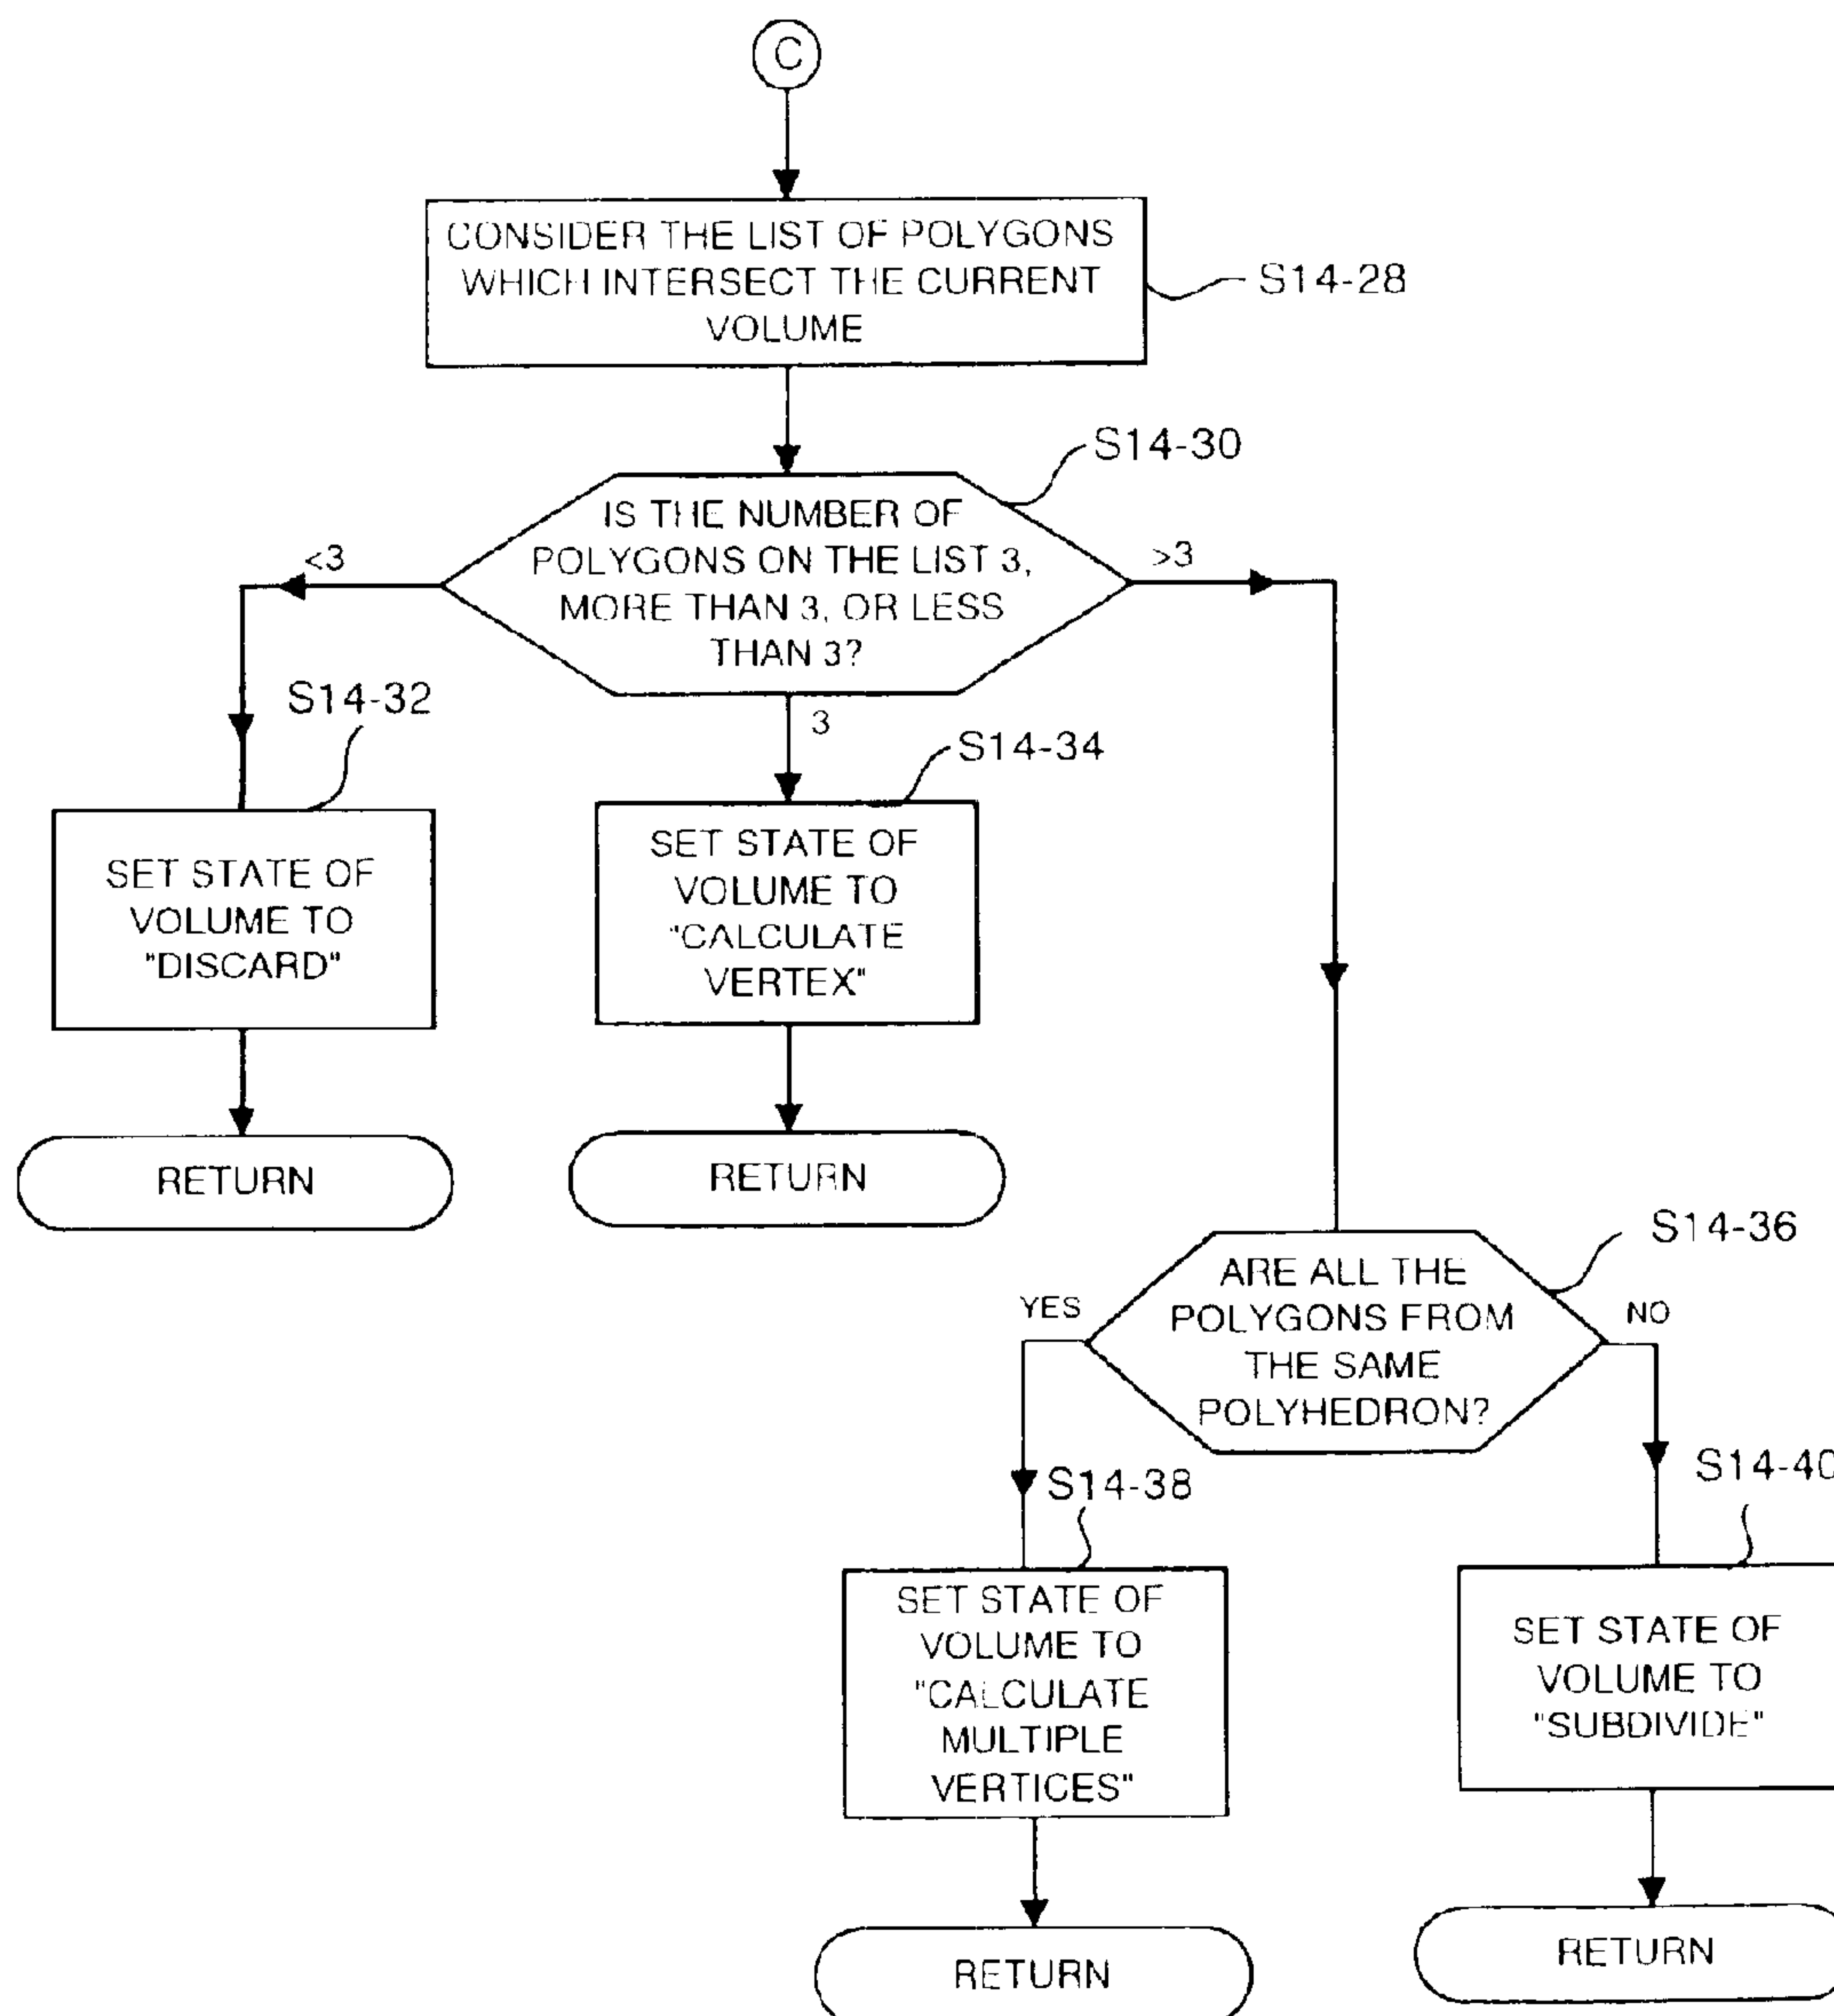 C
CONSIDER THE LIST OF POLYGONS
WHICH INTERSECT THE CURRENT
VOLUME
S14-28
S14-30
IS THE NUMBER OF
POLYGONS ON THE LIST 3,
MORE THAN 3, OR LESS
THAN 3?
<3
>3
3
S14-32
SET STATE OF
VOLUME TO
"DISCARD"
RETURN
S14-34
SET STATE OF
VOLUME TO
"CALCULATE
VERTEX"
RETURN
S14-36
ARE ALL THE
POLYGONS FROM
THE SAME
POLYHEDRON?
YES
NO
S14-38
SET STATE OF
VOLUME TO
"CALCULATE
MULTIPLE
VERTICES"
RETURN
S14-40
SET STATE OF
VOLUME TO
"SUBDIVIDE"
RETURN